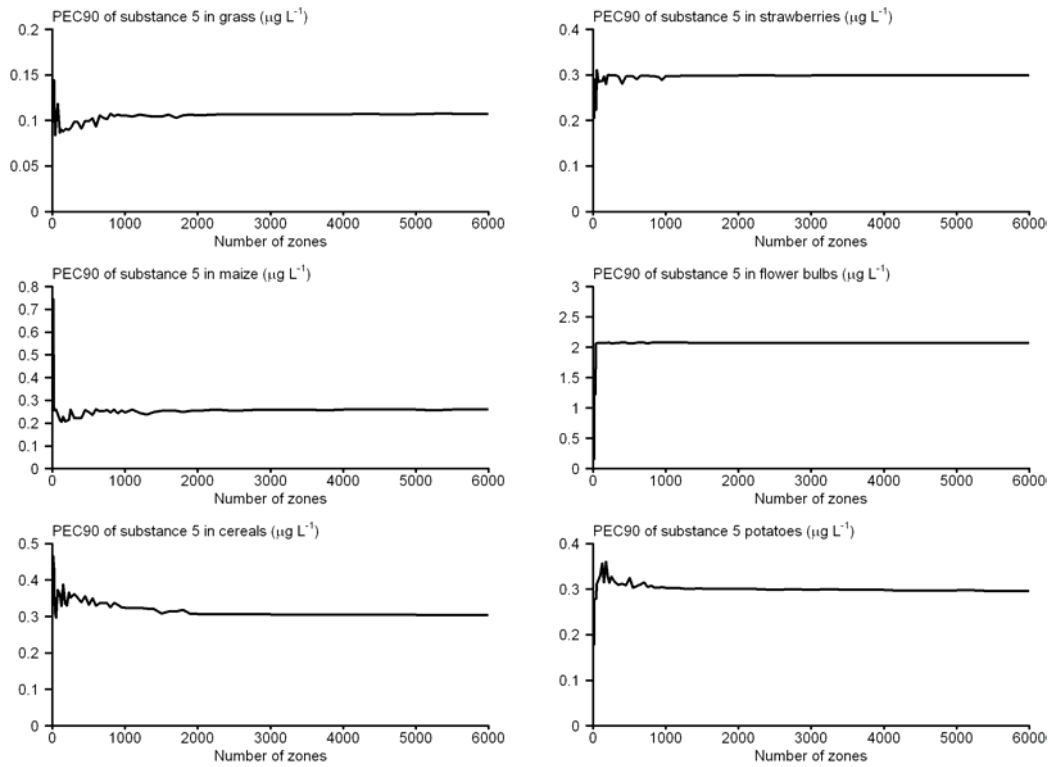 PEC90 of substance 5 in grass (μg L⁻¹)
0.2
0.15
0.1
0.05
0
0 1000 2000 3000 4000 5000 6000
Number of zones
PEC90 of substance 5 in strawberries (μg L⁻¹)
0.4
0.3
0.2
0.1
0
0 1000 2000 3000 4000 5000 6000
Number of zones
PEC90 of substance 5 in maize (μg L⁻¹)
0.8
0.7
0.6
0.5
0.4
0.3
0.2
0.1
0
0 1000 2000 3000 4000 5000 6000
Number of zones
PEC90 of substance 5 in flower bulbs (μg L⁻¹)
3
2.5
2
1.5
1
0.5
0
0 1000 2000 3000 4000 5000 6000
Number of zones
PEC90 of substance 5 in cereals (μg L⁻¹)
0.5
0.4
0.3
0.2
0.1
0
0 1000 2000 3000 4000 5000 6000
Number of zones
PEC90 of substance 5 potatoes (μg L⁻¹)
0.4
0.3
0.2
0.1
0
0 1000 2000 3000 4000 5000 6000
Number of zones